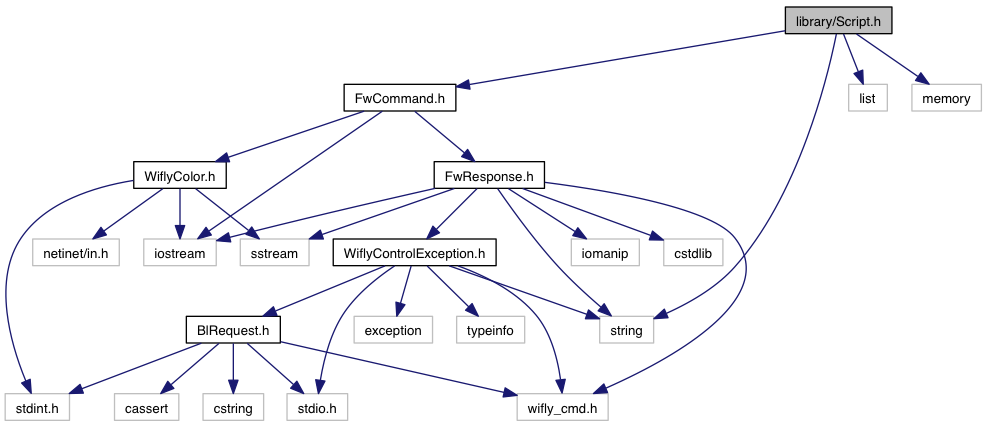 library/Script.h
FwCommand.h
list
memory
WiflyColor.h
FwResponse.h
netinet/in.h
iostream
sstream
WiflyControlException.h
iomanip
cstdlib
BlRequest.h
exception
typeinfo
string
stdint.h
cassert
cstring
stdio.h
wifly_cmd.h